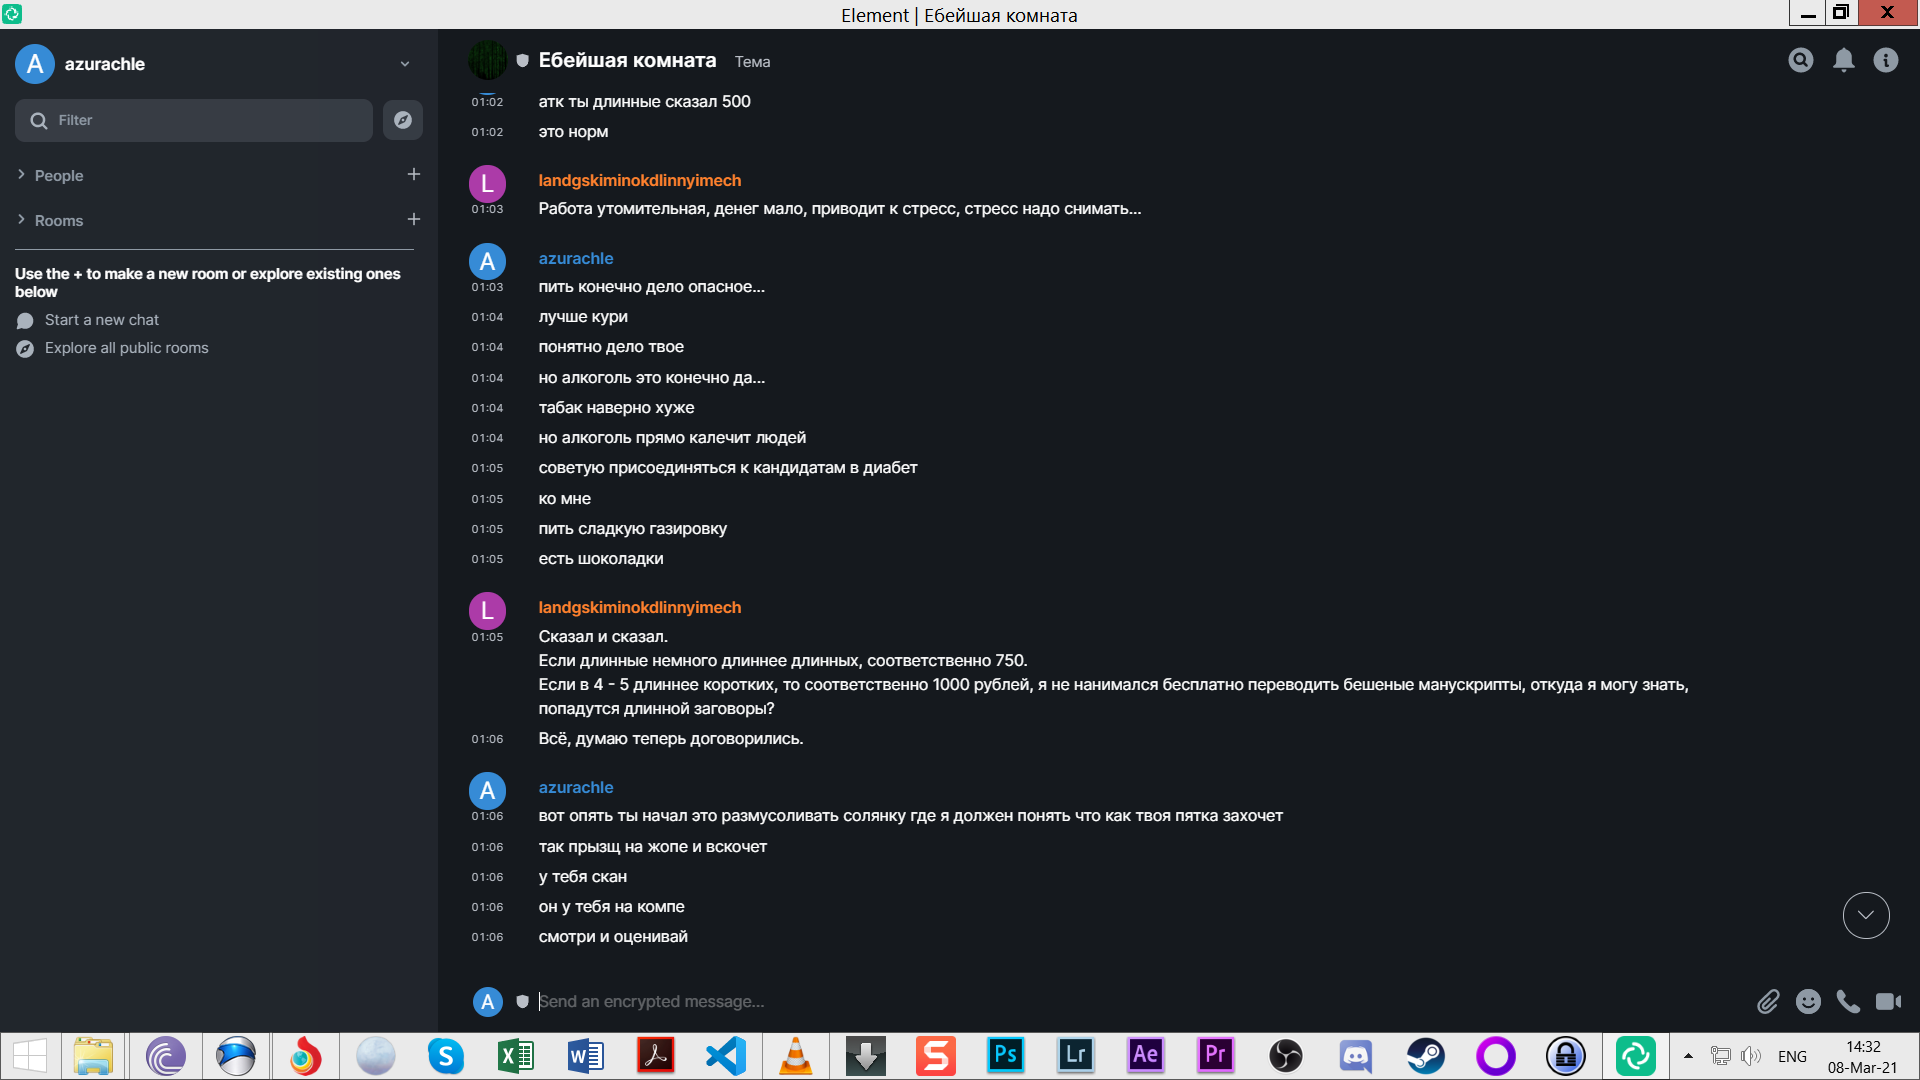 Element | Ебейшая комната
A azurachle
Filter
People
Rooms
Use the + to make a new room or explore existing ones
below
Start a new chat
Explore all public rooms
Ебейшая комната Тема
01:02 атк ты длинные сказал 500
01:02 это норм
L landgskiminokdlinnyimech
01:03 Работа утомительная, денег мало, приводит к стресс, стресс надо снимать...
A azurachle
01:03 пить конечно дело опасное...
01:04 лучше кури
01:04 понятно дело твое
01:04 но алкоголь это конечно да...
01:04 табак наверно хуже
01:04 но алкоголь прямо калечит людей
01:05 советую присоединяться к кандидатам в диабет
01:05 ко мне
01:05 пить сладкую газировку
01:05 есть шоколадки
L landgskiminokdlinnyimech
01:05 Сказал и сказал.
Если длинные немного длиннее длинных, соответственно 750.
Если в 4 - 5 длиннее коротких, то соответственно 1000 рублей, я не нанимался бесплатно переводить бешеные манускрипты, откуда я могу знать,
попадутся длинной заговоры?
01:06 Всё, думаю теперь договорились.
A azurachle
01:06 вот опять ты начал это размусоливать солянку где я должен понять что как твоя пятка захочет
01:06 так прызщ на жопе и вскочет
01:06 у тебя скан
01:06 он у тебя на компе
01:06 смотри и оценивай
A Send an encrypted message...
S X W S Ps Lr Ae Pr ENG 14:32
08-Mar-21